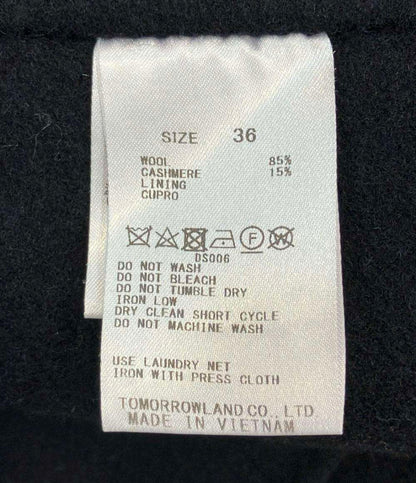 SIZE 36
WOOL 85%
CASHMERE 15%
LINING
CUPRO
DS006
DO NOT WASH
DO NOT BLEACH
DO NOT TUMBLE DRY
IRON LOW
DRY CLEAN SHORT CYCLE
DO NOT MACHINE WASH
USE LAUNDRY NET
IRON WITH PRESS CLOTH
TOMORROWLAND CO., LTD
MADE IN VIETNAM